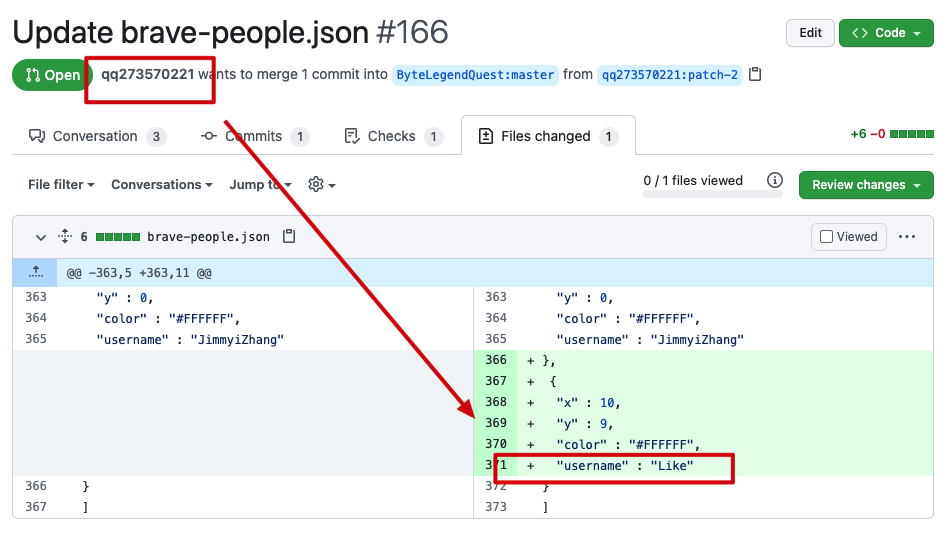 Update brave-people.json #166
Edit
Code
Open
qq273570221 wants to merge 1 commit into ByteLegendQuest:master from qq273570221:patch-2
Conversation 3
Commits 1
Checks 1
Files changed 1
+6 −0
File filter
Conversations
Jump to
0 / 1 files viewed
Review changes
6 brave-people.json
Viewed
@@ -363,5 +363,11 @@
363 "y" : 0,
364 "color" : "#FFFFFF",
365 "username" : "JimmyiZhang"
366 }
367 ]
363 "y" : 0,
364 "color" : "#FFFFFF",
365 "username" : "JimmyiZhang"
366 + },
367 + {
368 + "x" : 10,
369 + "y" : 9,
370 + "color" : "#FFFFFF",
371 + "username" : "Like"
372 }
373 ]